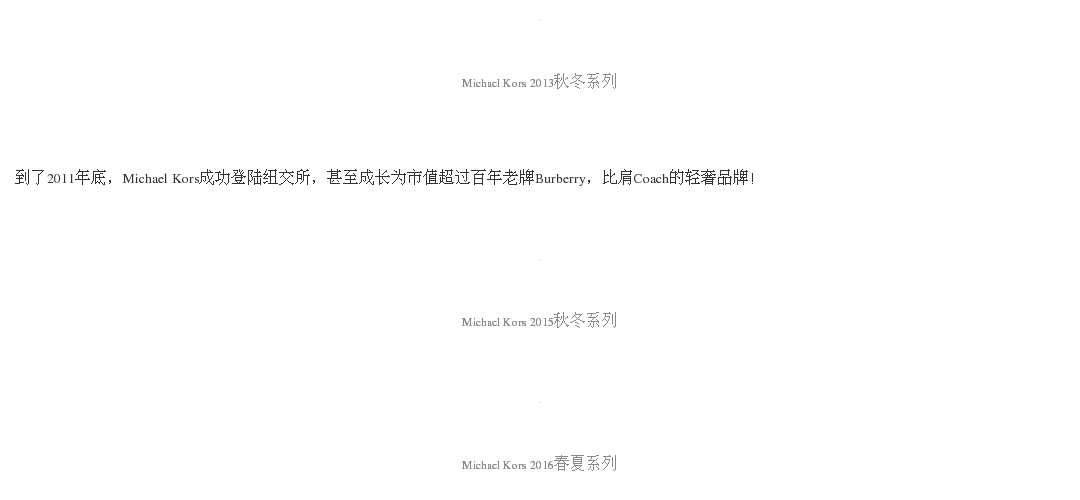 Michael Kors 2013秋冬系列
到了2011年底，Michael Kors成功登陆纽交所，甚至成长为市值超过百年老牌Burberry，比肩Coach的轻奢品牌！
Michael Kors 2015秋冬系列
Michael Kors 2016春夏系列